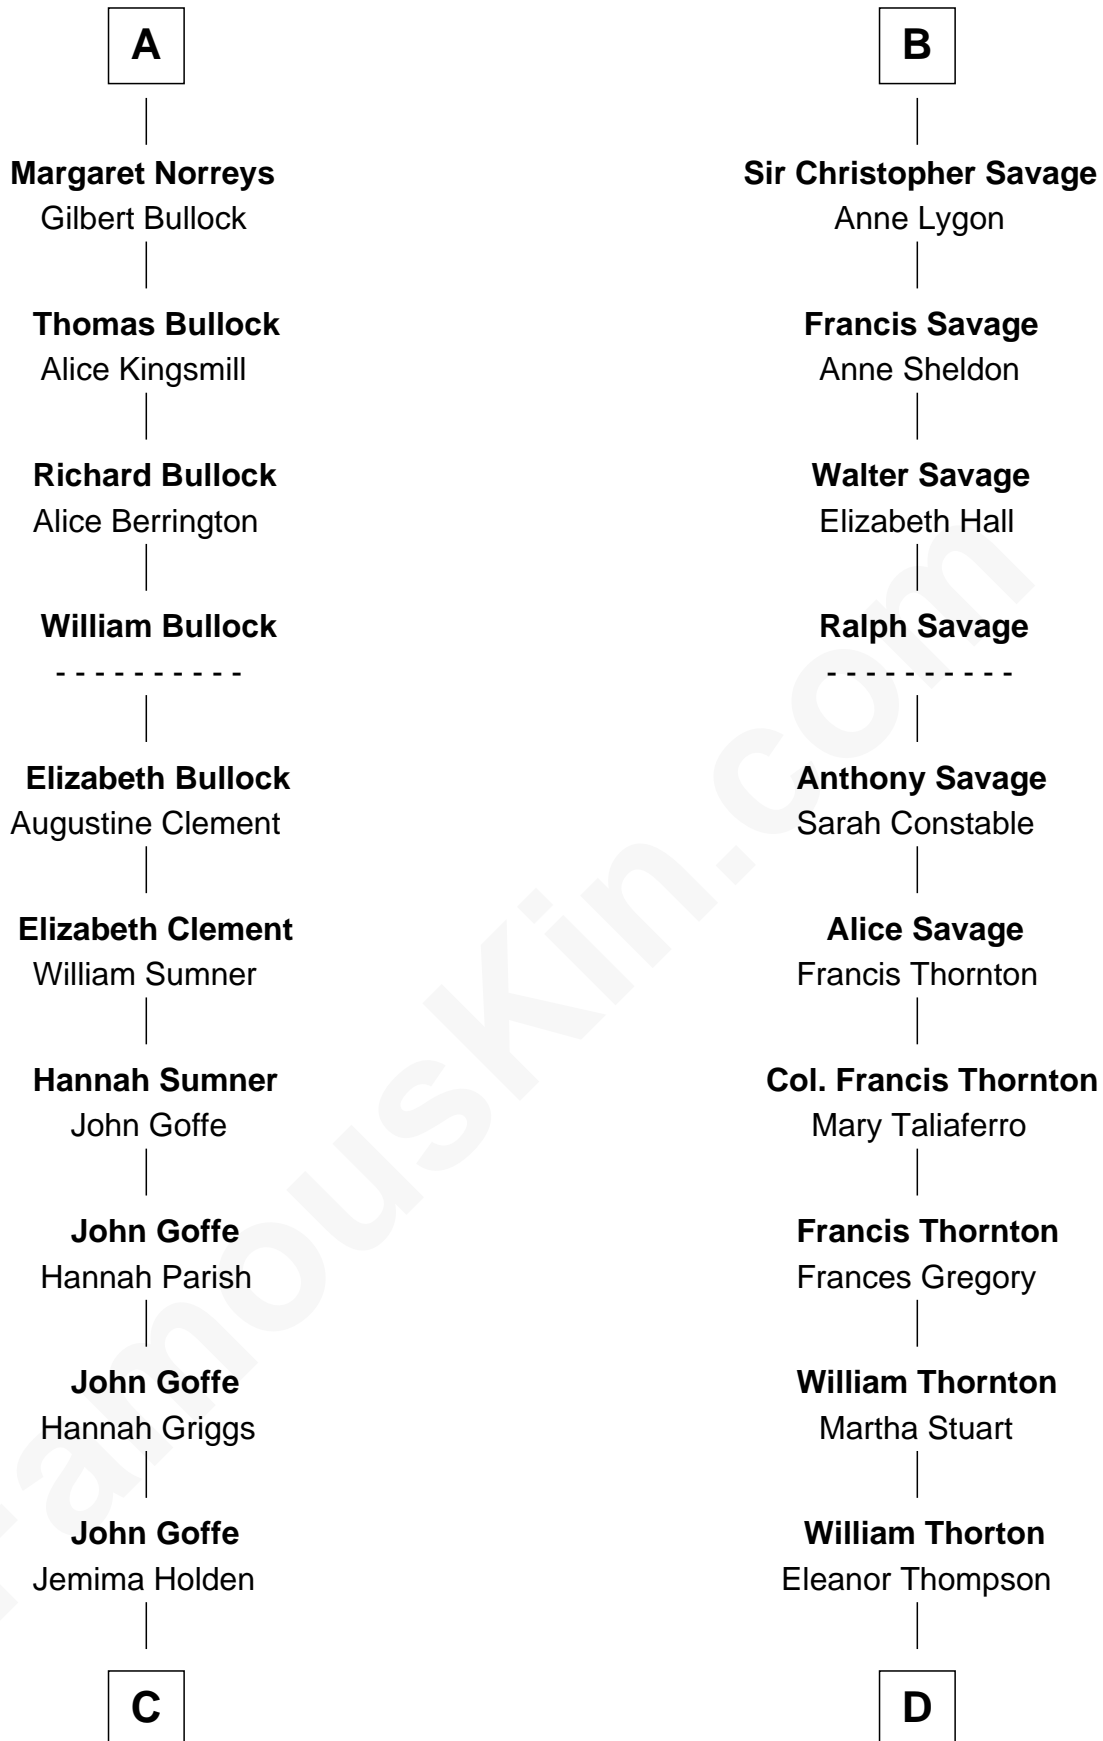 A
Margaret Norreys
Gilbert Bullock
Thomas Bullock
Alice Kingsmill
Richard Bullock
Alice Berrington
William Bullock
- - - - - - - - - -
Elizabeth Bullock
Augustine Clement
Elizabeth Clement
William Sumner
Hannah Sumner
John Goffe
John Goffe
Hannah Parish
John Goffe
Hannah Griggs
John Goffe
Jemima Holden
C
B
Sir Christopher Savage
Anne Lygon
Francis Savage
Anne Sheldon
Walter Savage
Elizabeth Hall
Ralph Savage
- - - - - - - - - -
Anthony Savage
Sarah Constable
Alice Savage
Francis Thornton
Col. Francis Thornton
Mary Taliaferro
Francis Thornton
Frances Gregory
William Thornton
Martha Stuart
William Thorton
Eleanor Thompson
D
FamousKin.com